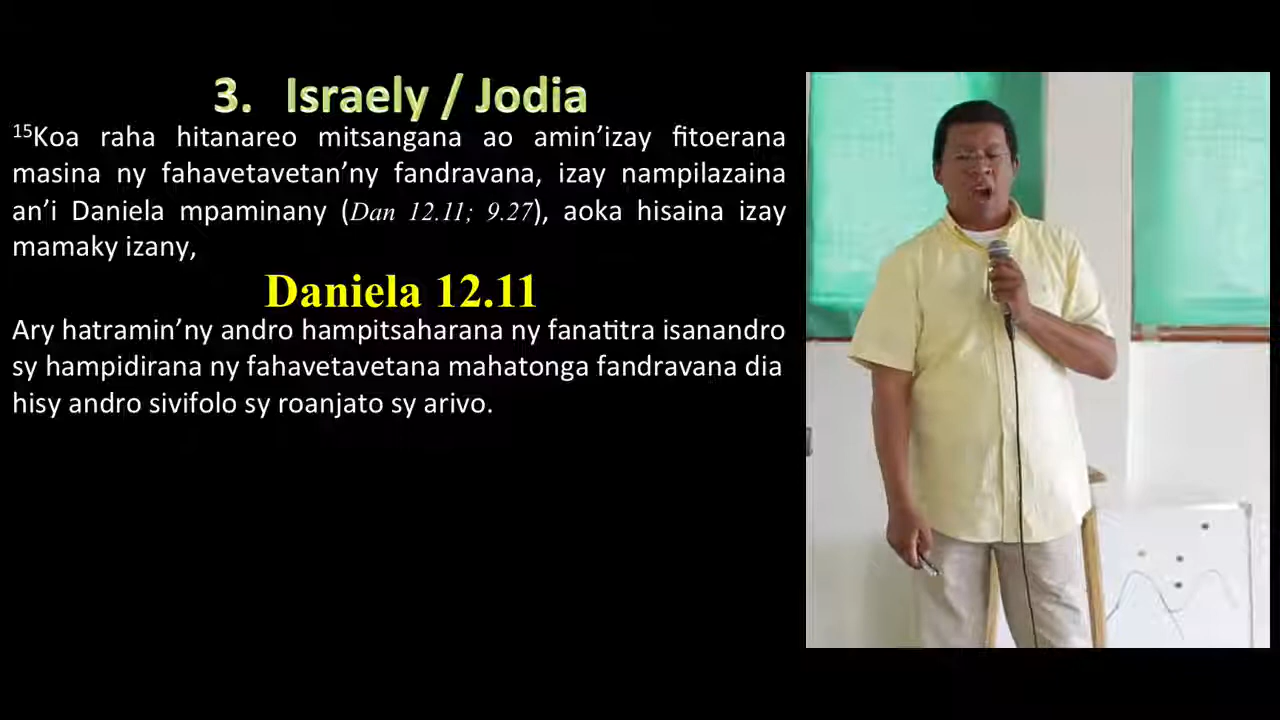 3. Israely / Jodia
15Koa raha hitanareo mitsangana ao amin’izay fitoerana
masina ny fahavetavetan’ny fandravana, izay nampilazaina
an’i Daniela mpaminany (Dan 12.11; 9.27), aoka hisaina izay
mamaky izany,
Daniela 12.11
Ary hatramin’ny andro hampitsaharana ny fanatitra isanandro
sy hampidirana ny fahavetavetana mahatonga fandravana dia
hisy andro sivifolo sy roanjato sy arivo.